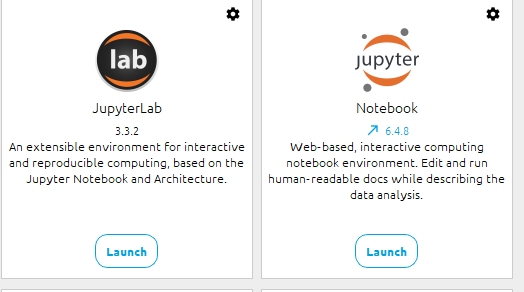 lab
JupyterLab
3.3.2
An extensible environment for interactive
and reproducible computing, based on the
Jupyter Notebook and Architecture.
Launch
jupyter
Notebook
6.4.8
Web-based, interactive computing
notebook environment. Edit and run
human-readable docs while describing the
data analysis.
Launch